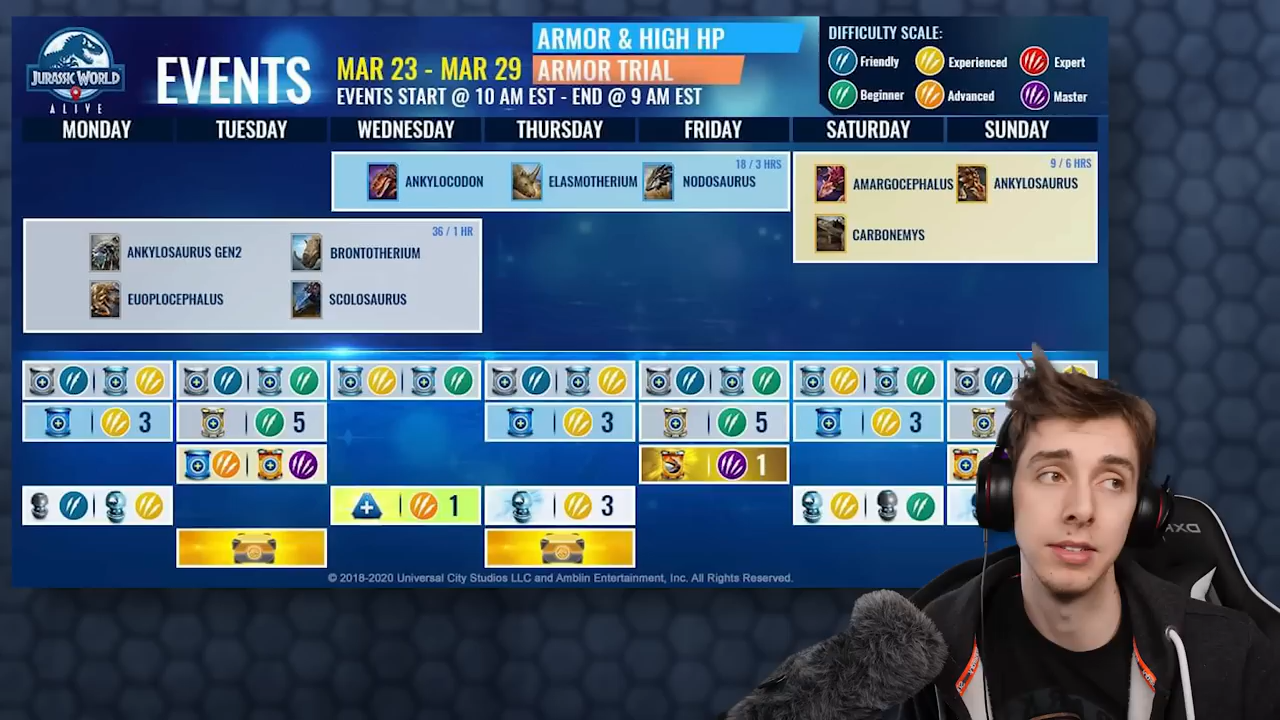 JURASSIC WORLD
ALIVE
EVENTS
MAR 23 - MAR 29
EVENTS START @ 10 AM EST - END @ 9 AM EST
ARMOR & HIGH HP
ARMOR TRIAL
DIFFICULTY SCALE:
Friendly Experienced Expert
Beginner Advanced Master
MONDAY TUESDAY WEDNESDAY THURSDAY FRIDAY SATURDAY SUNDAY
18 / 3 HRS
ANKYLOCODON ELASMOTHERIUM NODOSAURUS
9 / 6 HRS
AMARGOCEPHALUS ANKYLOSAURUS
CARBONEMYS
36 / 1 HR
ANKYLOSAURUS GEN2 BRONTOTHERIUM
EUOPLOCEPHALUS SCOLOSAURUS
3 5 3 5 3
1
1 3
© 2018-2020 Universal City Studios LLC and Amblin Entertainment, Inc. All Rights Reserved.
DXR